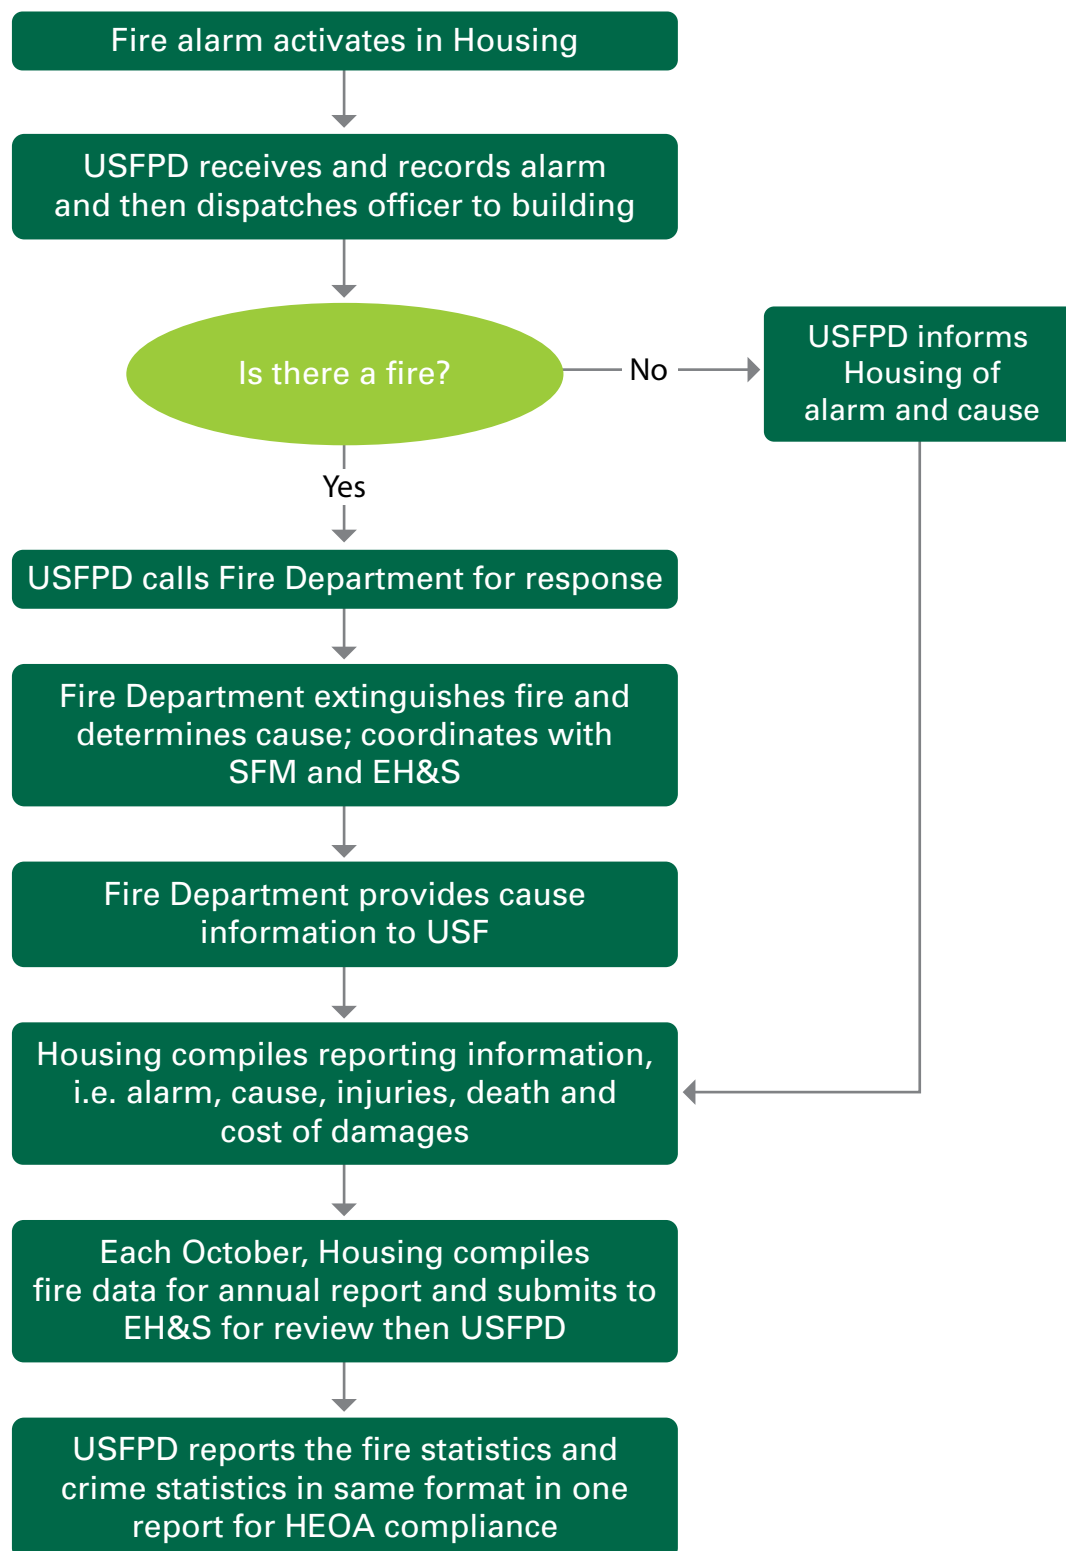 Fire alarm activates in Housing
USFPD receives and records alarm
and then dispatches officer to building
Is there a fire?
No
USFPD informs
Housing of
alarm and cause
Yes
USFPD calls Fire Department for response
Fire Department extinguishes fire and
determines cause; coordinates with
SFM and EH&S
Fire Department provides cause
information to USF
Housing compiles reporting information,
i.e. alarm, cause, injuries, death and
cost of damages
Each October, Housing compiles
fire data for annual report and submits to
EH&S for review then USFPD
USFPD reports the fire statistics and
crime statistics in same format in one
report for HEOA compliance